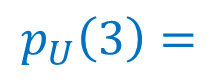 p_U(3) =